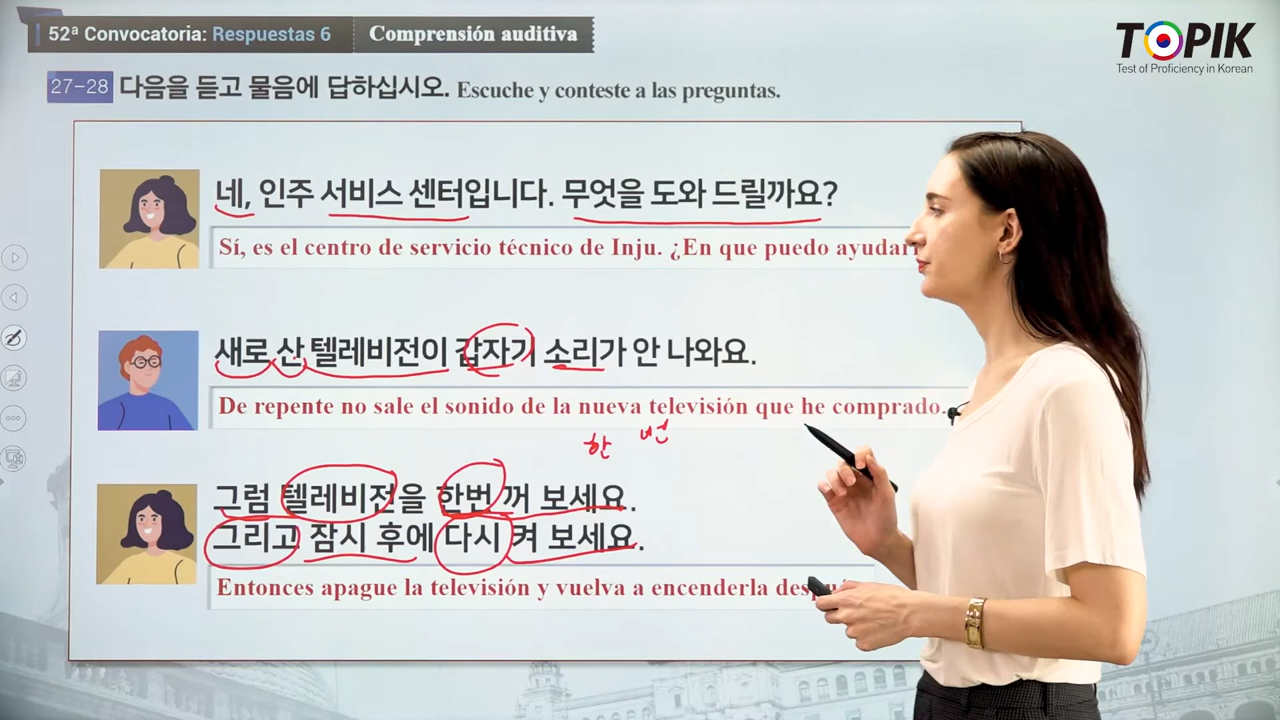 52ª Convocatoria: Respuestas 6 Comprensión auditiva
TOPIK
Test of Proficiency in Korean
27-28 다음을 듣고 물음에 답하십시오. Escuche y conteste a las preguntas.
네, 인주 서비스 센터입니다. 무엇을 도와 드릴까요?
Sí, es el centro de servicio técnico de Inju. ¿En que puedo ayudar
새로 산 텔레비전이 갑자기 소리가 안 나와요.
De repente no sale el sonido de la nueva televisión que he comprado.
한 번
그럼 텔레비전을 한번 꺼 보세요.
그리고 잠시 후에 다시 켜 보세요.
Entonces apague la televisión y vuelva a encenderla